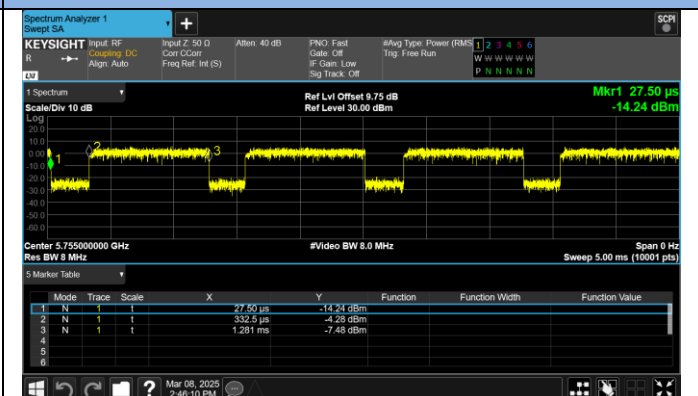 Spectrum Analyzer 1
Swept SA
+
SCPI
KEYSIGHT Input: RF Input Z: 50 Ω Atten: 40 dB PNO: Fast #Avg Type: Power (RMS 1 2 3 4 5 6
R Coupling: DC Corr CCorr Gate: Off Trig: Free Run W W W W W W
Align: Auto Freq Ref: Int (S) IF Gain: Low
Sig Track: Off P N N N N N
LXI
1 Spectrum Ref Lvl Offset 9.75 dB Mkr1 27.50 µs
Scale/Div 10 dB Ref Level 30.00 dBm -14.24 dBm
Log
20.0
10.0
0.00
-10.0
-20.0
-30.0
-40.0
-50.0
-60.0
1
2
3
Center 5.755000000 GHz #Video BW 8.0 MHz Span 0 Hz
Res BW 8 MHz Sweep 5.00 ms (10001 pts)
5 Marker Table
Mode Trace Scale X Y Function Function Width Function Value
1 N 1 t 27.50 µs -14.24 dBm
2 N 1 t 332.5 µs -4.28 dBm
3 N 1 t 1.281 ms -7.48 dBm
4
5
6
? Mar 08, 2025
2:46:10 PM